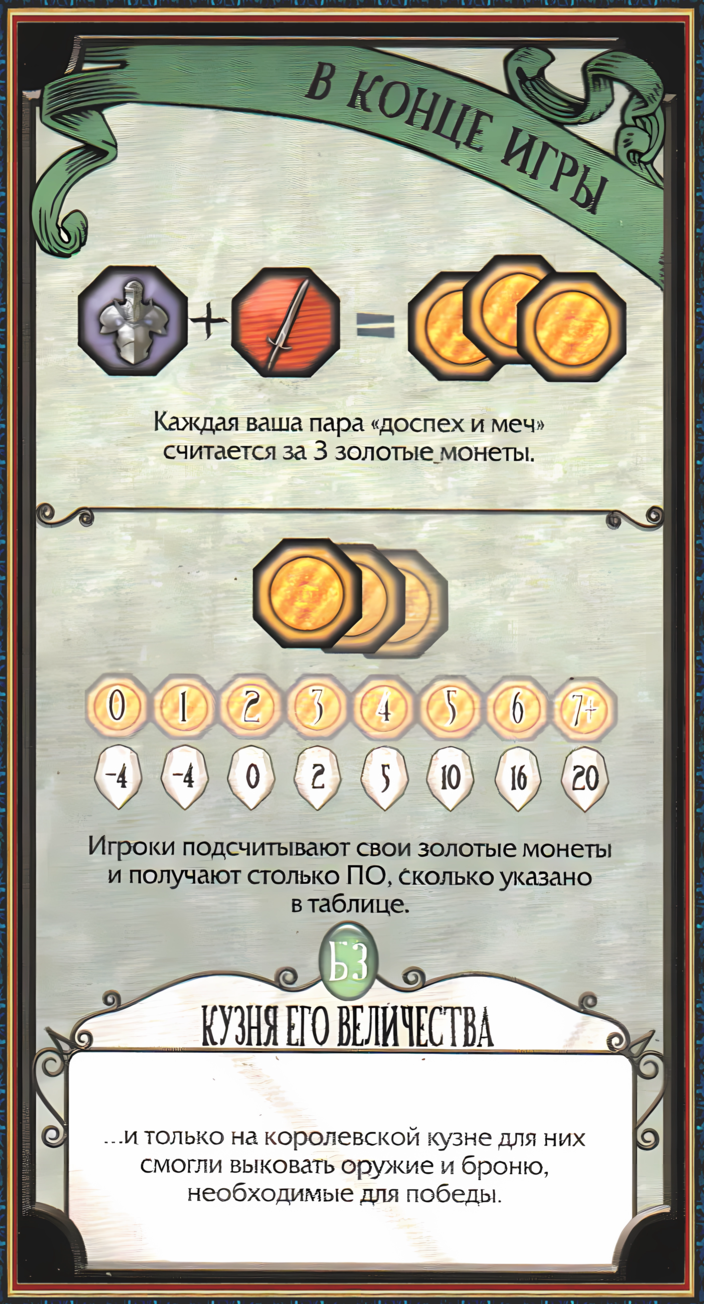 В КОНЦЕ ИГРЫ
+ =
Каждая ваша пара «доспех и меч»
считается за 3 золотые монеты.
0 1 2 3 4 5 6 7+
-4 -4 0 2 5 10 16 20
Игроки подсчитывают свои золотые монеты
и получают столько ПО, сколько указано
в таблице.
Б3
КУЗНЯ ЕГО ВЕЛИЧЕСТВА
...и только на королевской кузне для них
смогли выковать оружие и броню,
необходимые для победы.